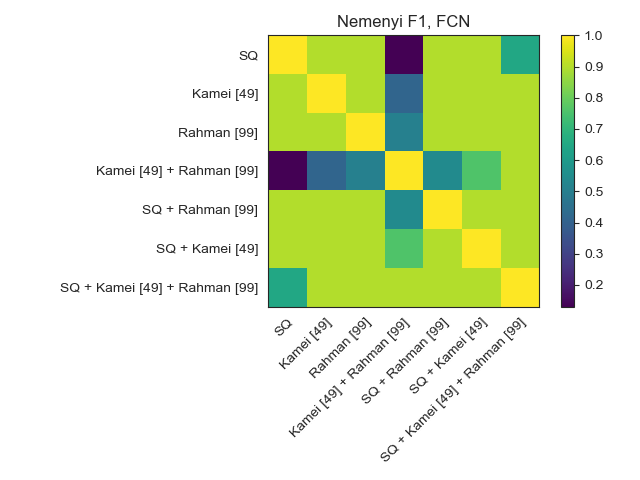 Nemenyi F1, FCN
SQ
Kamei [49]
Rahman [99]
Kamei [49] + Rahman [99]
SQ + Rahman [99]
SQ + Kamei [49]
SQ + Kamei [49] + Rahman [99]
SQ
Kamei [49]
Rahman [99]
Kamei [49] + Rahman [99]
SQ + Rahman [99]
SQ + Kamei [49]
SQ + Kamei [49] + Rahman [99]
1.0
0.9
0.8
0.7
0.6
0.5
0.4
0.3
0.2